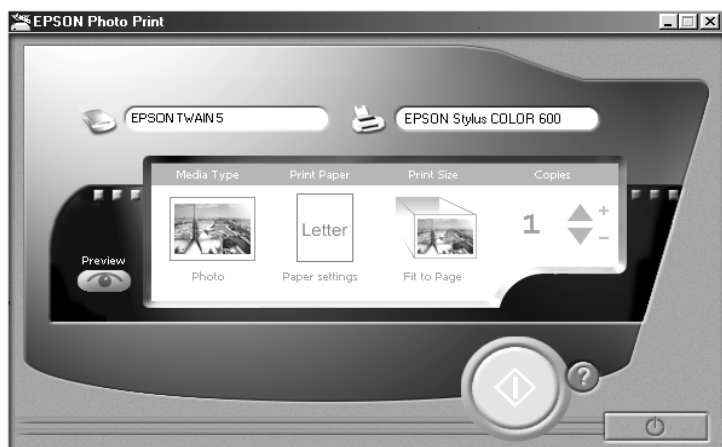 EPSON Photo Print
EPSON TWAIN 5
EPSON Stylus COLOR 600
Media Type Print Paper Print Size Copies
Letter
1
+
-
Preview
Photo Paper settings Fit to Page
?